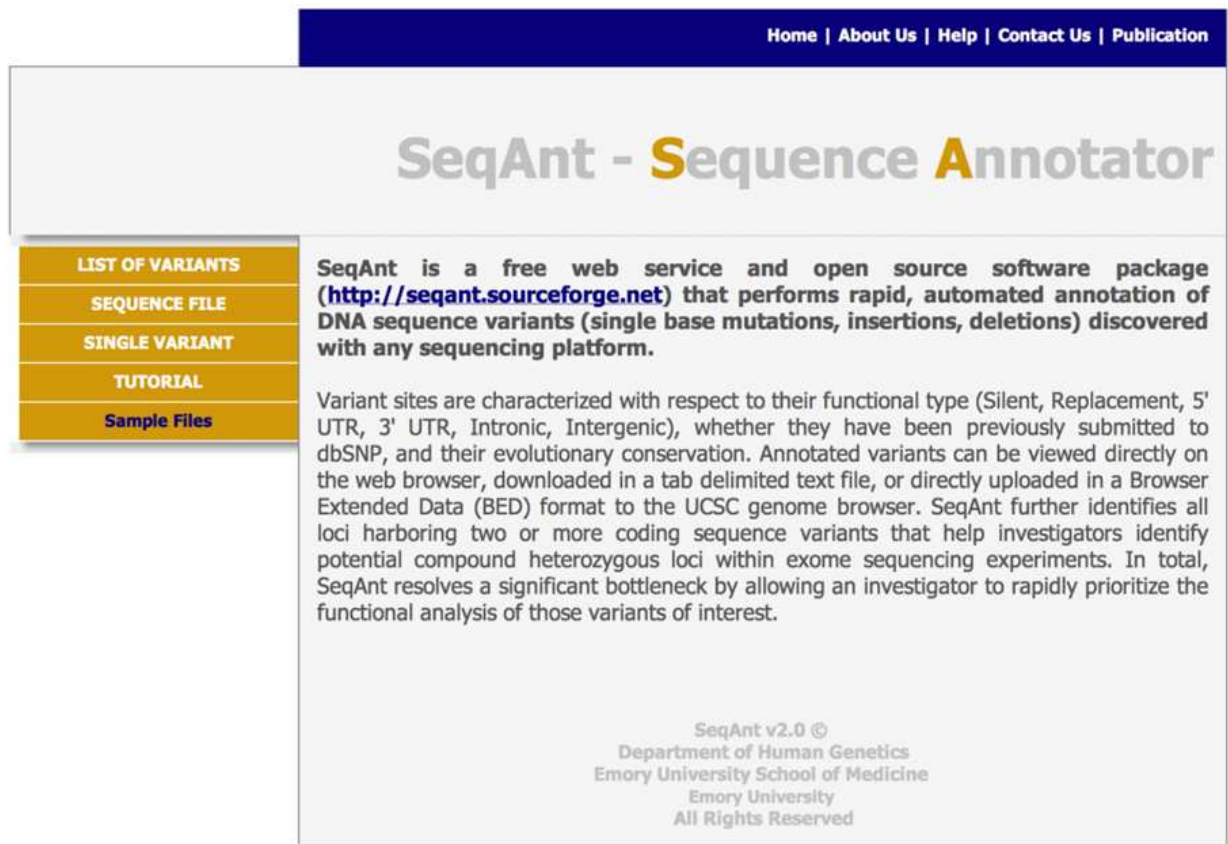 Home | About Us | Help | Contact Us | Publication
SeqAnt - Sequence Annotator
LIST OF VARIANTS
SEQUENCE FILE
SINGLE VARIANT
TUTORIAL
Sample Files
SeqAnt is a free web service and open source software package
(http://seqant.sourceforge.net) that performs rapid, automated annotation of
DNA sequence variants (single base mutations, insertions, deletions) discovered
with any sequencing platform.
Variant sites are characterized with respect to their functional type (Silent, Replacement, 5'
UTR, 3' UTR, Intronic, Intergenic), whether they have been previously submitted to
dbSNP, and their evolutionary conservation. Annotated variants can be viewed directly on
the web browser, downloaded in a tab delimited text file, or directly uploaded in a Browser
Extended Data (BED) format to the UCSC genome browser. SeqAnt further identifies all
loci harboring two or more coding sequence variants that help investigators identify
potential compound heterozygous loci within exome sequencing experiments. In total,
SeqAnt resolves a significant bottleneck by allowing an investigator to rapidly prioritize the
functional analysis of those variants of interest.
SeqAnt v2.0 ©
Department of Human Genetics
Emory University School of Medicine
Emory University
All Rights Reserved